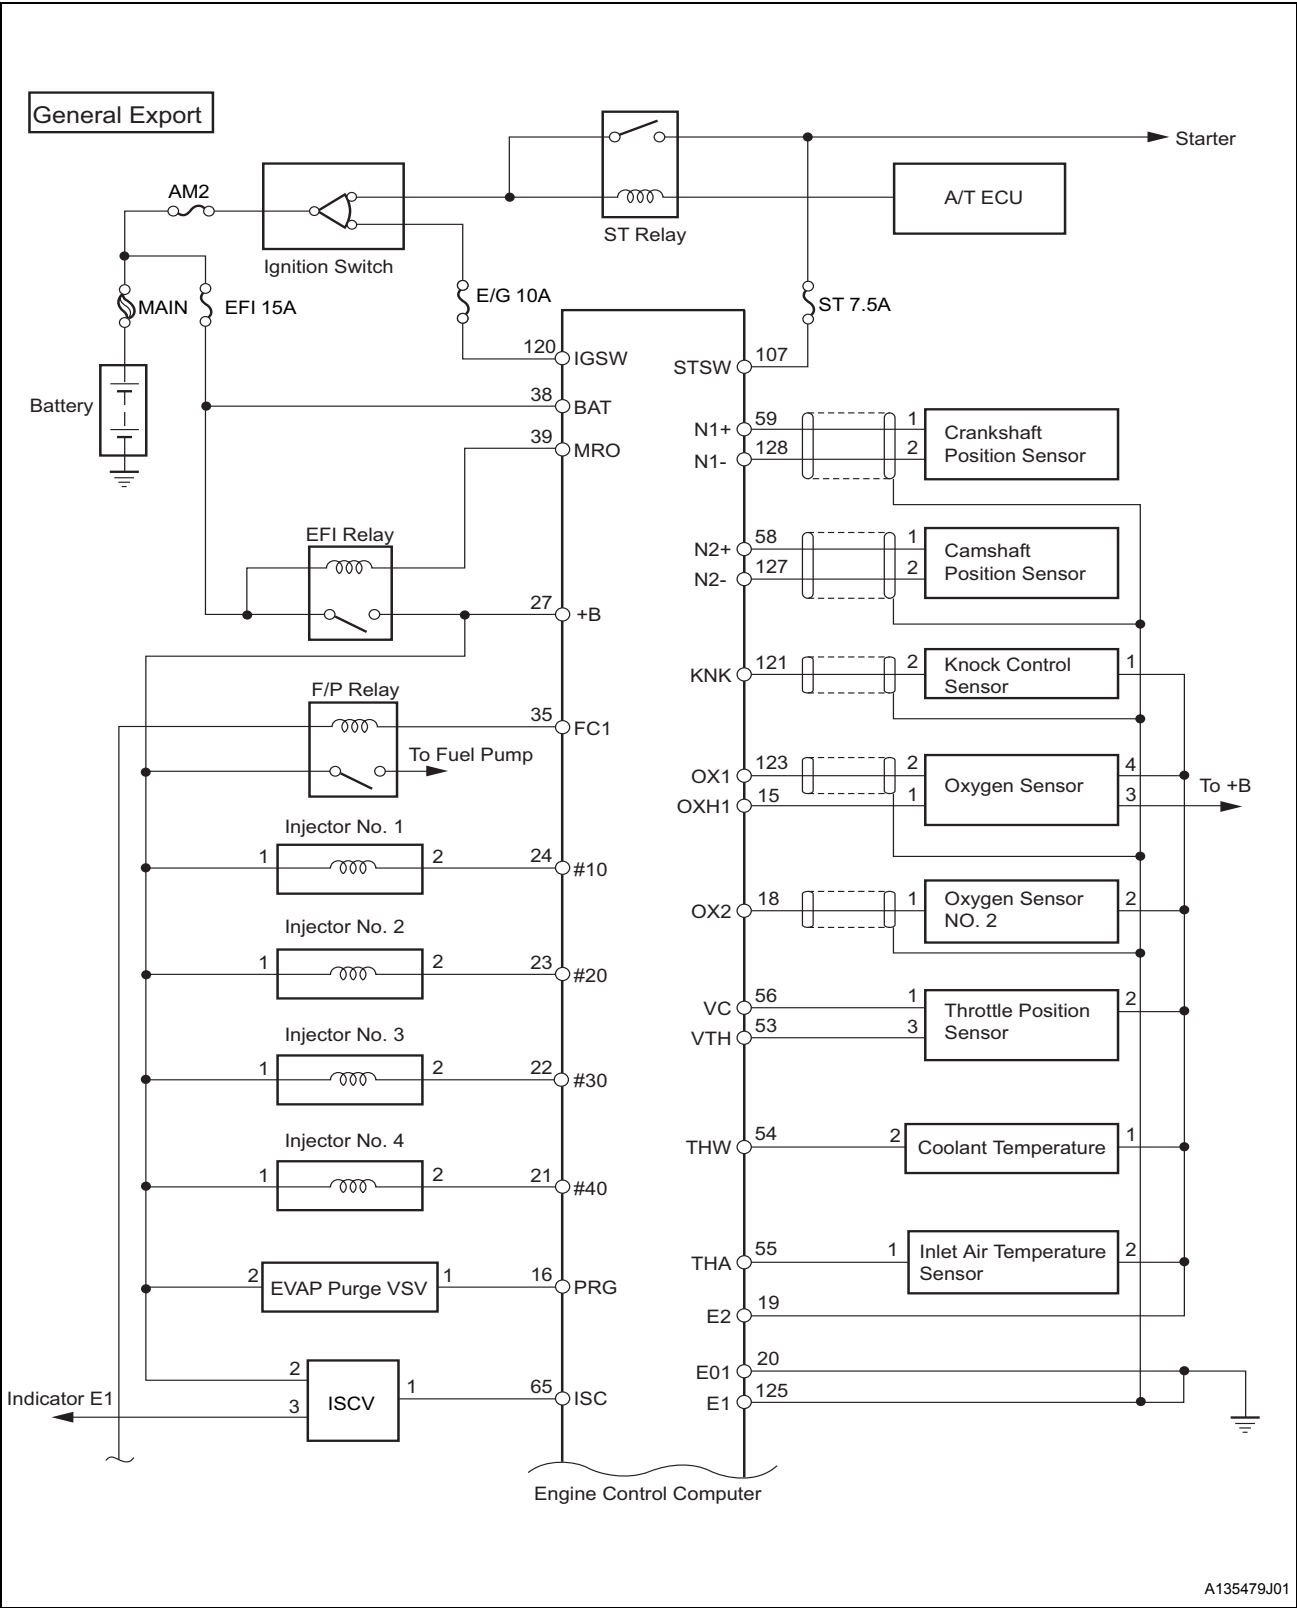 General Export
Starter
AM2
A/T ECU
ST Relay
Ignition Switch
E/G 10A
MAIN
EFI 15A
ST 7.5A
120
IGSW
107
STSW
Battery
38
BAT
39
MRO
59
N1+
128
N1-
1
2
Crankshaft
Position Sensor
EFI Relay
58
N2+
127
N2-
1
2
Camshaft
Position Sensor
27
+B
121
KNK
2
Knock Control
Sensor
1
F/P Relay
35
FC1
To Fuel Pump
123
OX1
15
OXH1
2
1
Oxygen Sensor
4
3
To +B
Injector No. 1
1
2
24
#10
18
OX2
1
Oxygen Sensor
NO. 2
2
Injector No. 2
1
2
23
#20
56
VC
53
VTH
1
3
Throttle Position
Sensor
2
Injector No. 3
1
2
22
#30
Injector No. 4
1
2
21
#40
54
THW
2
Coolant Temperature
1
55
THA
1
Inlet Air Temperature
Sensor
2
2
EVAP Purge VSV
1
16
PRG
19
E2
20
E01
125
E1
Indicator E1
2
3
ISCV
1
65
ISC
Engine Control Computer
A135479J01